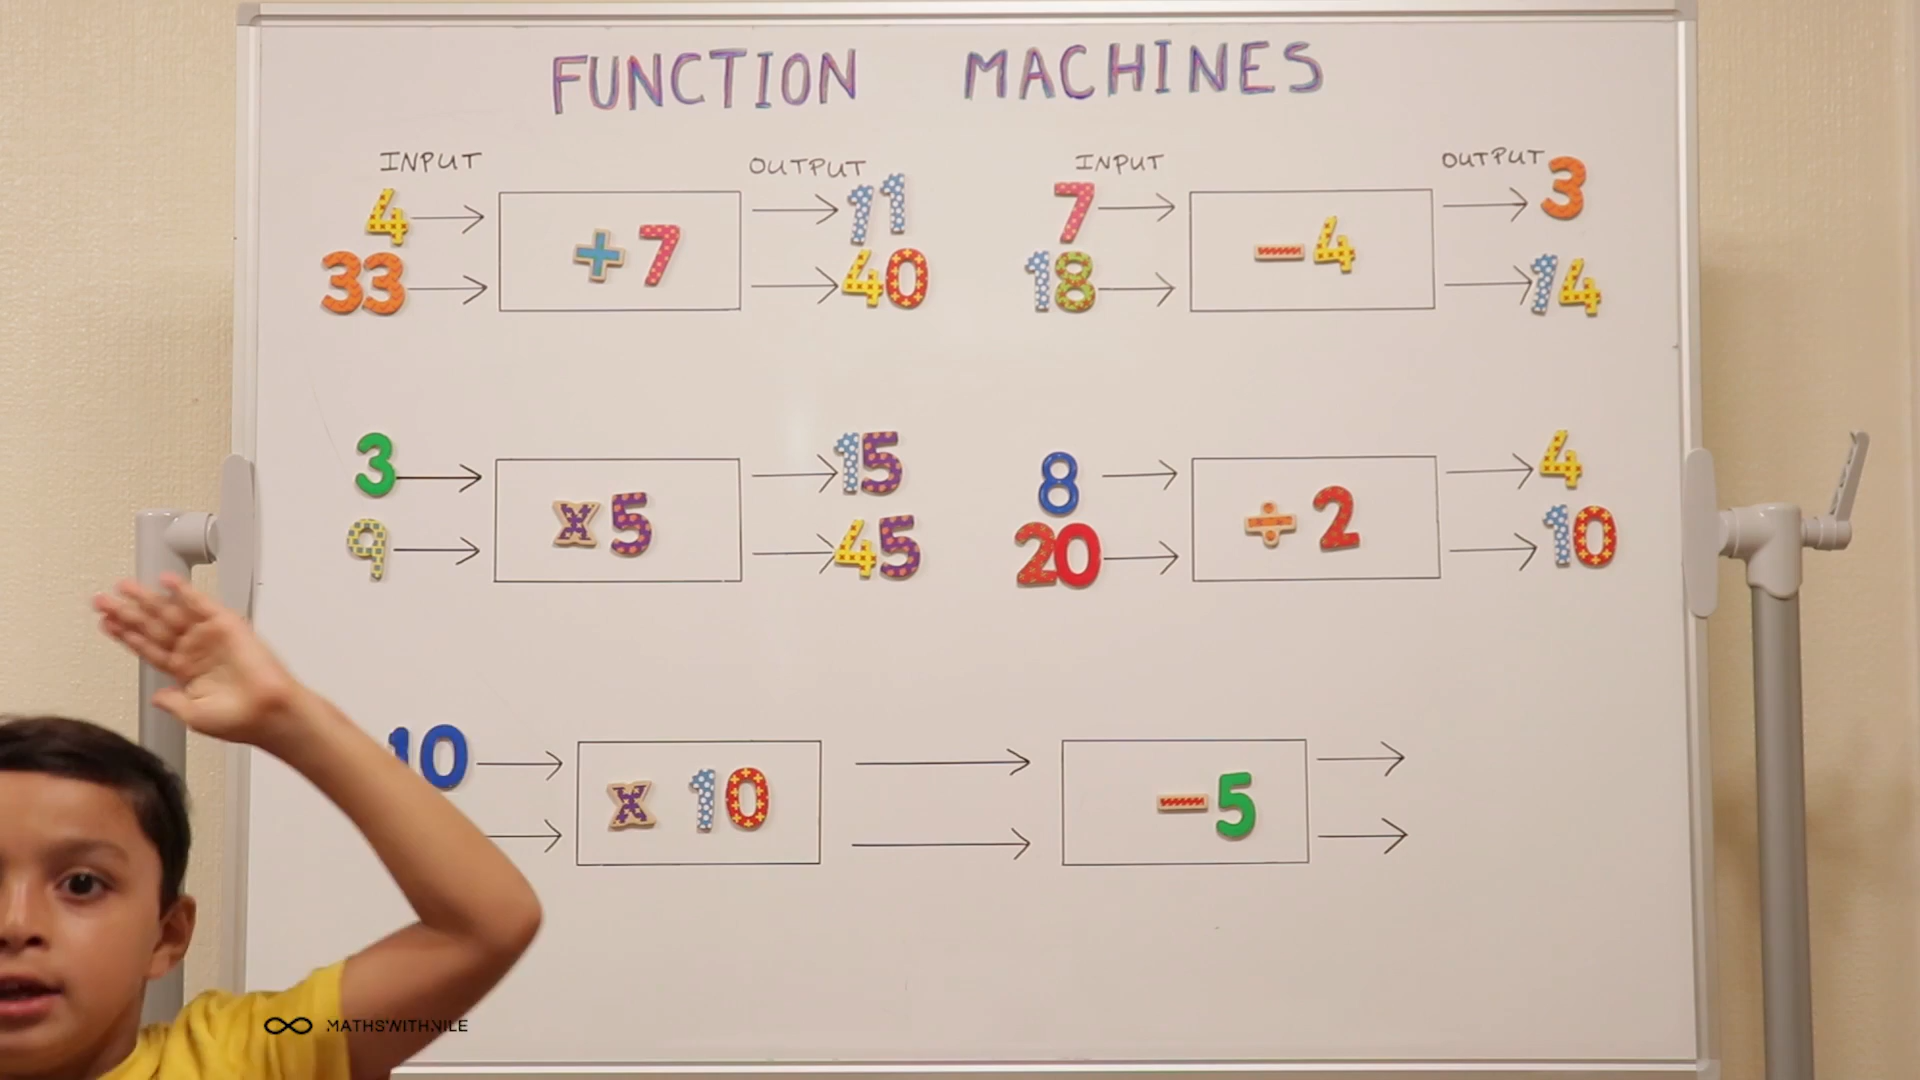 FUNCTION MACHINES
INPUT OUTPUT INPUT OUTPUT
4 +7 11 7 -4 3
33 40 18 14
3 x5 15 8 ÷2 4
9 45 20 10
10 x 10 -5
MATHSWITHNILE